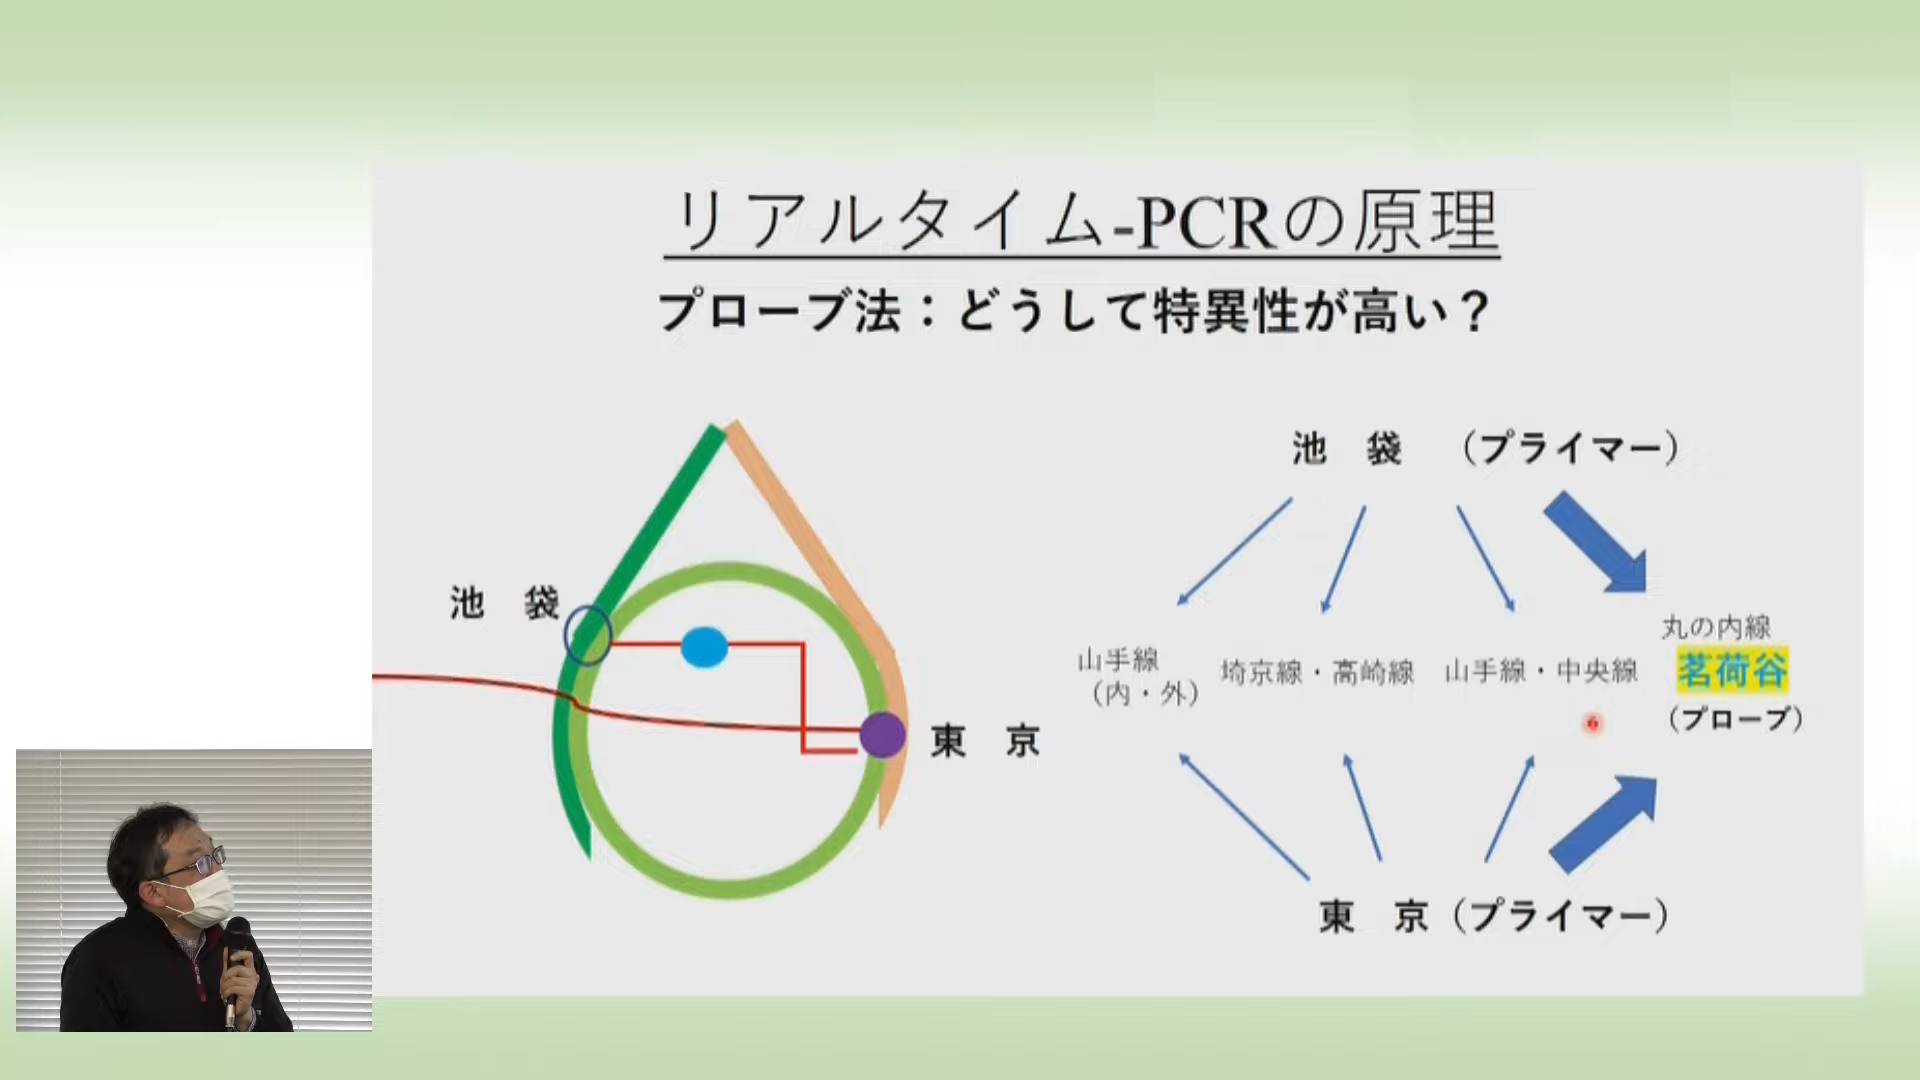 リアルタイム-PCRの原理
プローブ法：どうして特異性が高い？
池　袋
東　京
池　袋　（プライマー）
山手線
（内・外）
埼京線・高崎線
山手線・中央線
丸の内線
茗荷谷
（プローブ）
東　京（プライマー）